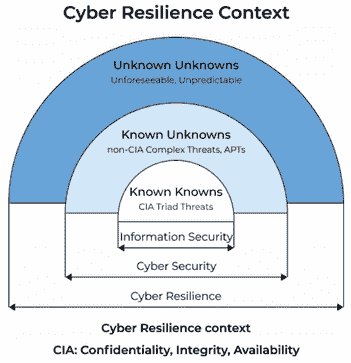 Cyber Resilience Context
Unknown Unknowns
Unforeseeable, Unpredictable
Known Unknowns
non-CIA Complex Threats, APTs
Known Knowns
CIA Triad Threats
Information Security
Cyber Security
Cyber Resilience
Cyber Resilience context
CIA: Confidentiality, Integrity, Availability